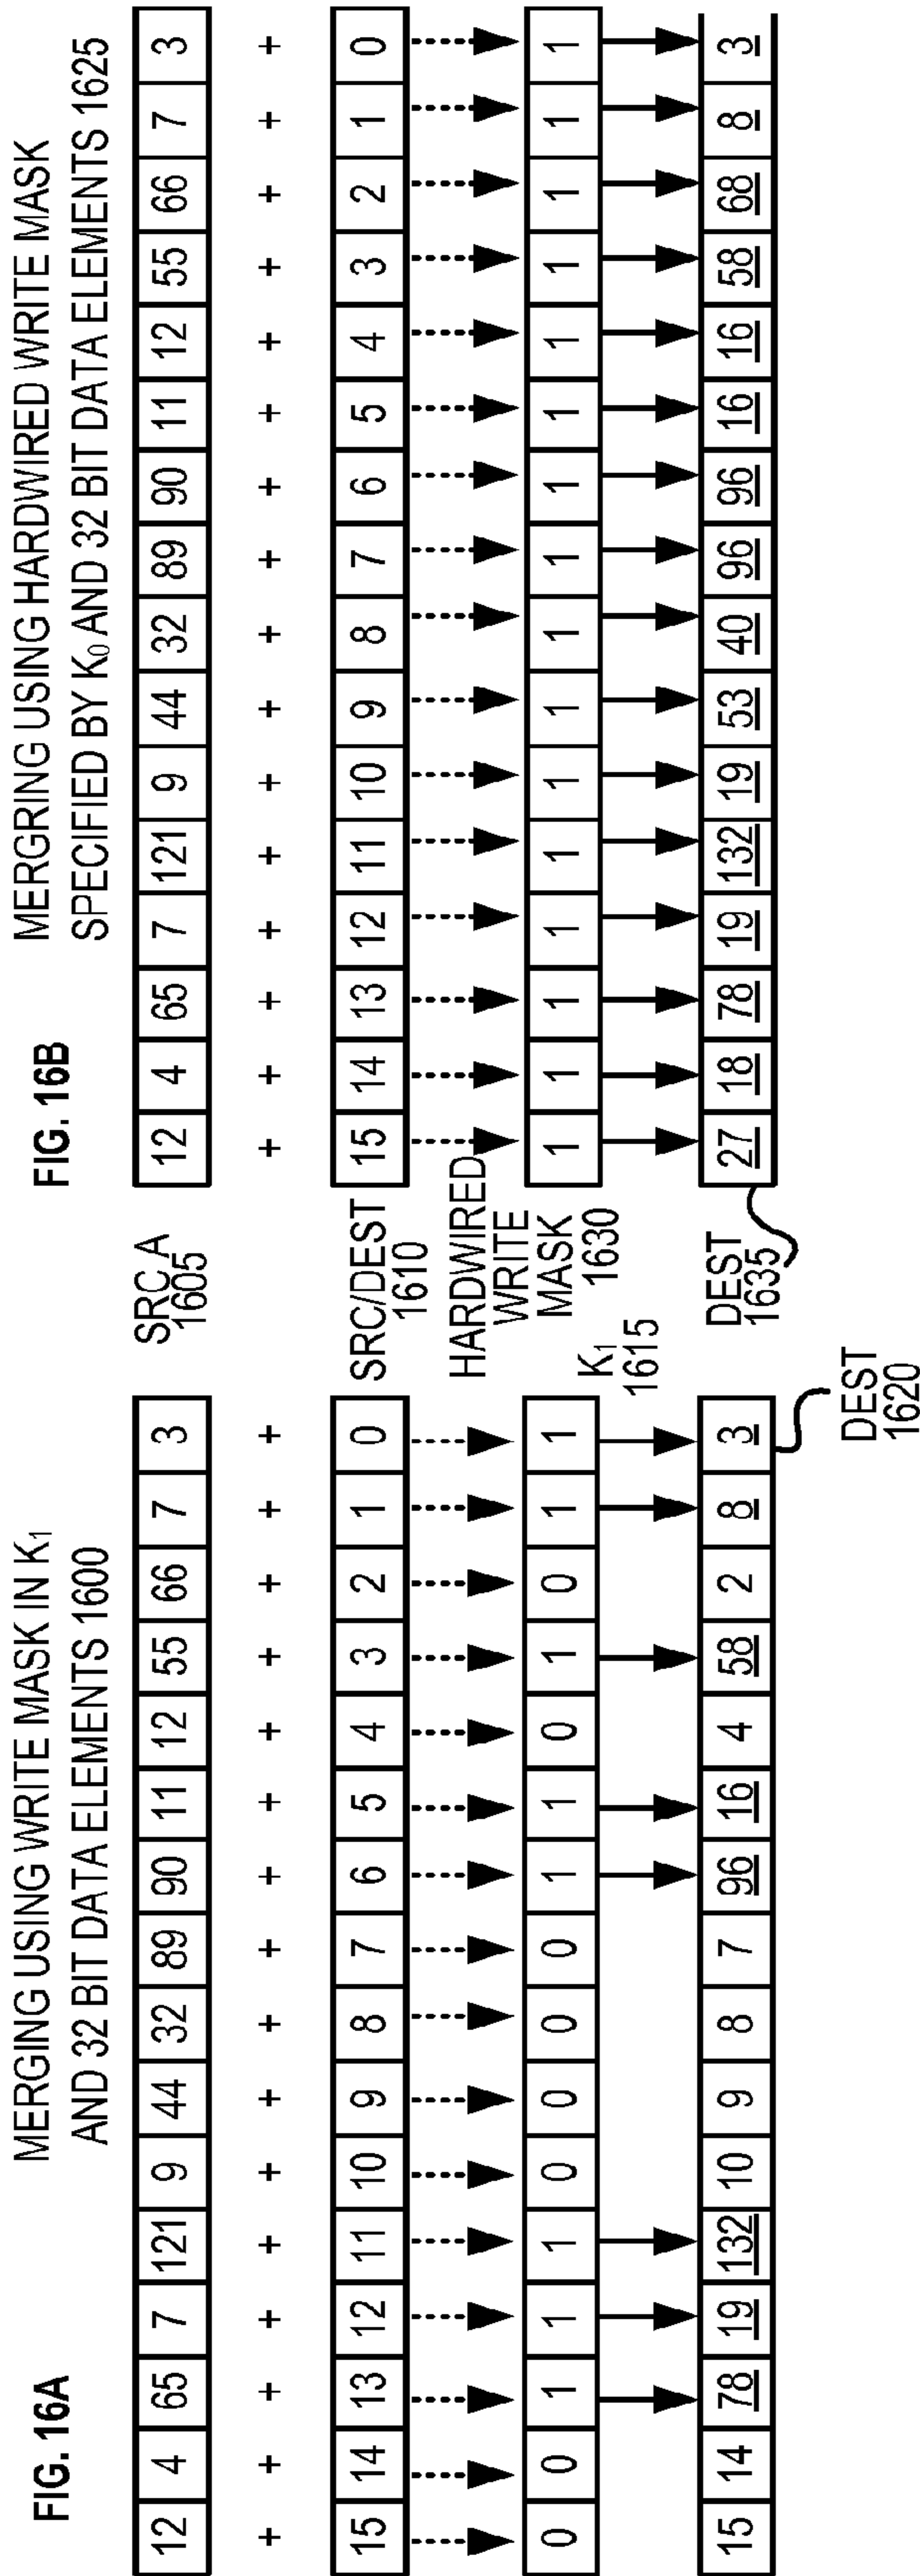 FIG. 16A
MERGING USING WRITE MASK IN K₁
AND 32 BIT DATA ELEMENTS 1600
12 4 65 7 121 9 44 32 89 90 11 12 55 66 7 3
SRC A
1605
+ + + + + + + + + + + + + + + +
15 14 13 12 11 10 9 8 7 6 5 4 3 2 1 0
SRC/DEST
1610
0 0 1 1 1 0 0 0 0 1 1 0 1 0 1 1
K₁
1615
15 14 78 19 132 10 9 8 7 96 16 4 58 2 8 3
DEST
1620
FIG. 16B
MERGRING USING HARDWIRED WRITE MASK
SPECIFIED BY K₀ AND 32 BIT DATA ELEMENTS 1625
12 4 65 7 121 9 44 32 89 90 11 12 55 66 7 3
+ + + + + + + + + + + + + + + +
15 14 13 12 11 10 9 8 7 6 5 4 3 2 1 0
HARDWIRED
WRITE
MASK
1630
1 1 1 1 1 1 1 1 1 1 1 1 1 1 1 1
DEST
1635
27 18 78 19 132 19 53 40 96 96 16 16 58 68 8 3